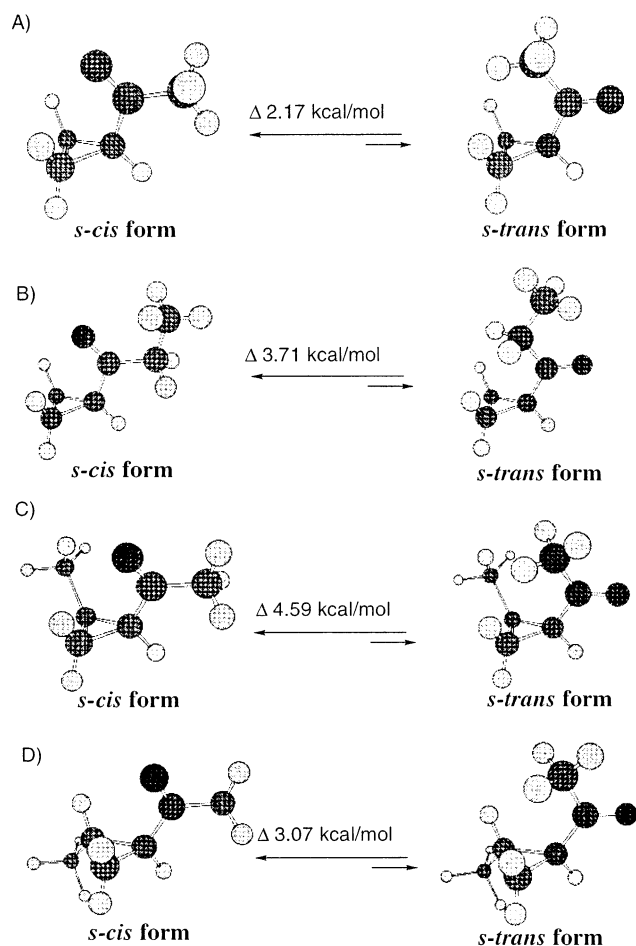 A)
Δ 2.17 kcal/mol
s-cis form
s-trans form
B)
Δ 3.71 kcal/mol
s-cis form
s-trans form
C)
Δ 4.59 kcal/mol
s-cis form
s-trans form
D)
Δ 3.07 kcal/mol
s-cis form
s-trans form